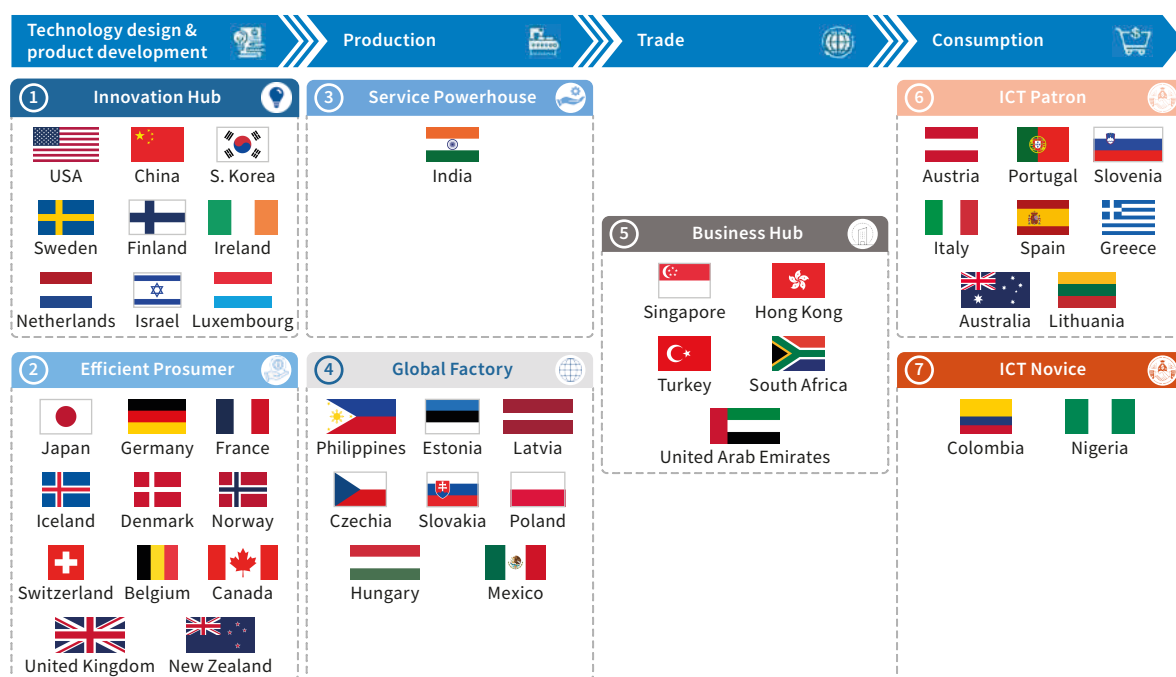 Technology design &
product development
Production
Trade
Consumption
1 Innovation Hub
USA China S. Korea
Sweden Finland Ireland
Netherlands Israel Luxembourg
2 Efficient Prosumer
Japan Germany France
Iceland Denmark Norway
Switzerland Belgium Canada
United Kingdom New Zealand
3 Service Powerhouse
India
4 Global Factory
Philippines Estonia Latvia
Czechia Slovakia Poland
Hungary Mexico
5 Business Hub
Singapore Hong Kong
Turkey South Africa
United Arab Emirates
6 ICT Patron
Austria Portugal Slovenia
Italy Spain Greece
Australia Lithuania
7 ICT Novice
Colombia Nigeria